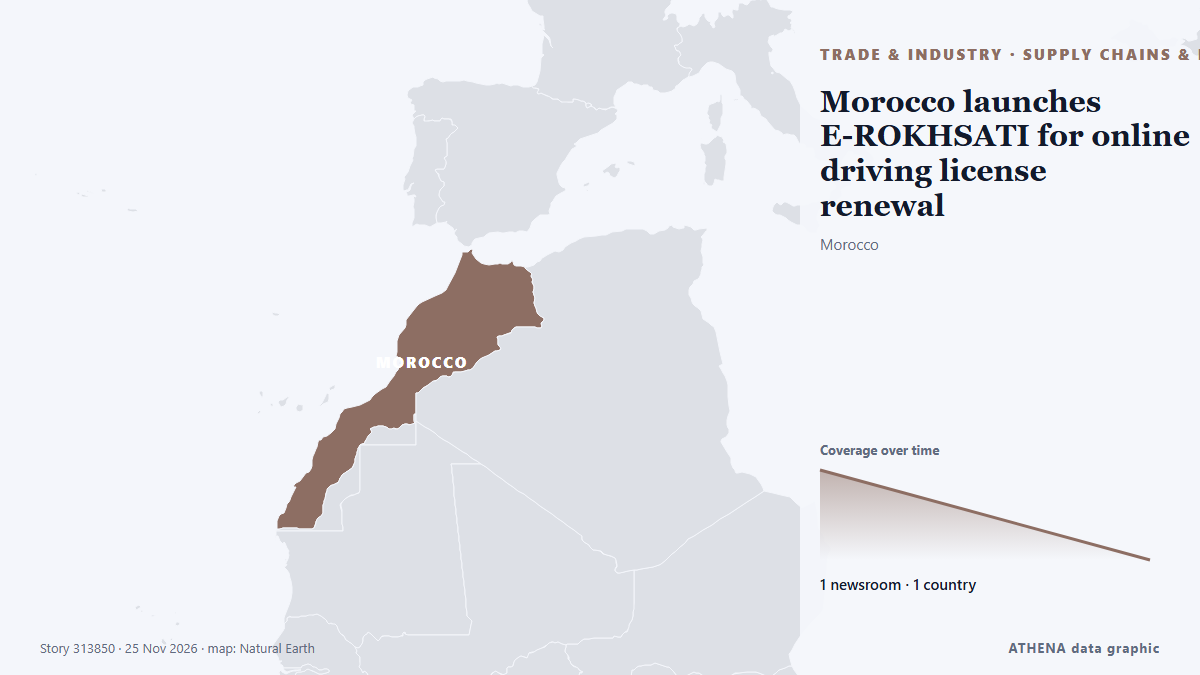 TRADE & INDUSTRY · SUPPLY CHAINS &
Morocco launches
E-ROKHSATI for online
driving license
renewal
Morocco
MOROCCO
Coverage over time
1 newsroom · 1 country
Story 313850 · 25 Nov 2026 · map: Natural Earth
ATHENA data graphic